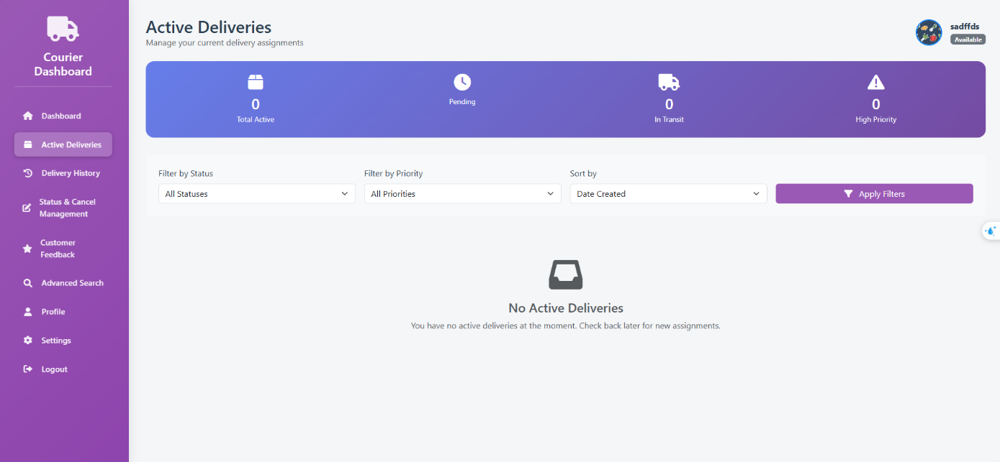 Courier
Dashboard
Dashboard
Active Deliveries
Delivery History
Status & Cancel
Management
Customer
Feedback
Advanced Search
Profile
Settings
Logout
Active Deliveries
Manage your current delivery assignments
sadffds
Available
0
Total Active
Pending
0
In Transit
0
High Priority
Filter by Status
All Statuses
Filter by Priority
All Priorities
Sort by
Date Created
Apply Filters
No Active Deliveries
You have no active deliveries at the moment. Check back later for new assignments.